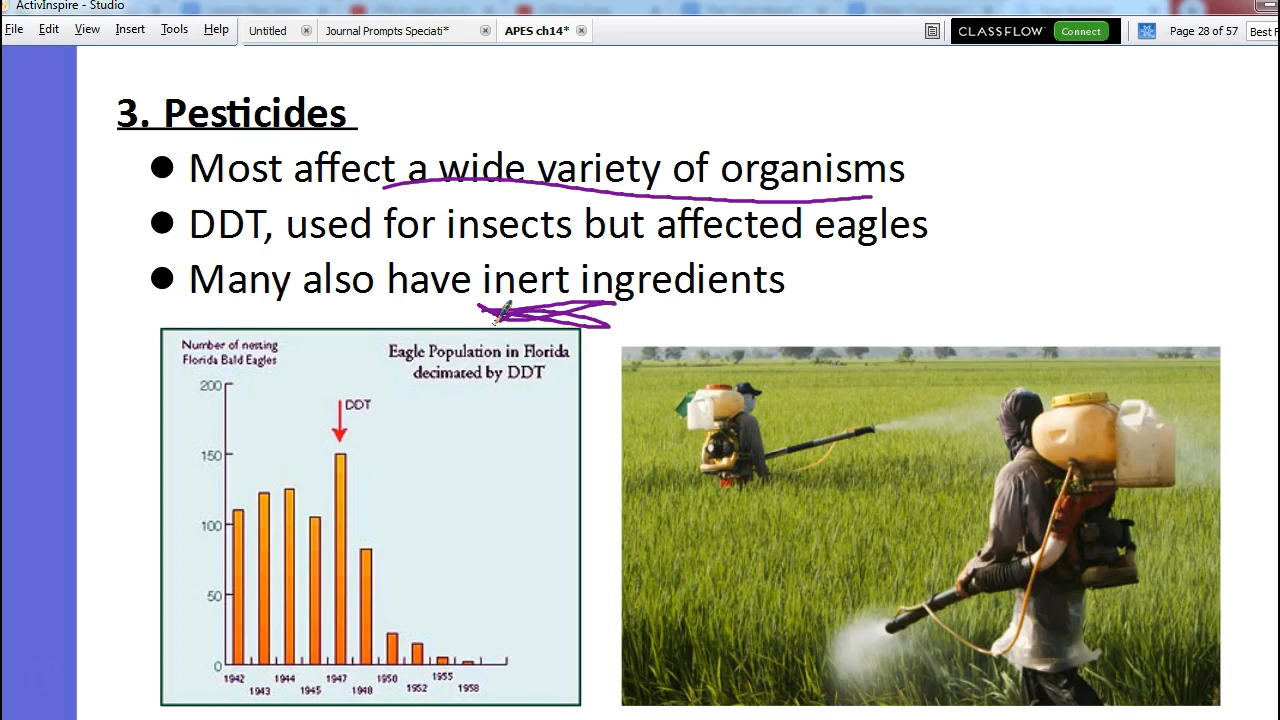 ActivInspire - Studio
File Edit View Insert Tools Help
Untitled Journal Prompts Special* APES ch14* CLASSFLOW Connect Page 28 of 57 Best F
3. Pesticides
● Most affect a wide variety of organisms
● DDT, used for insects but affected eagles
● Many also have inert ingredients
Number of nesting
Florida Bald Eagles
Eagle Population in Florida
decimated by DDT
200
DDT
150
100
50
0
1942 1943 1944 1945 1947 1948 1950 1952 1955 1958